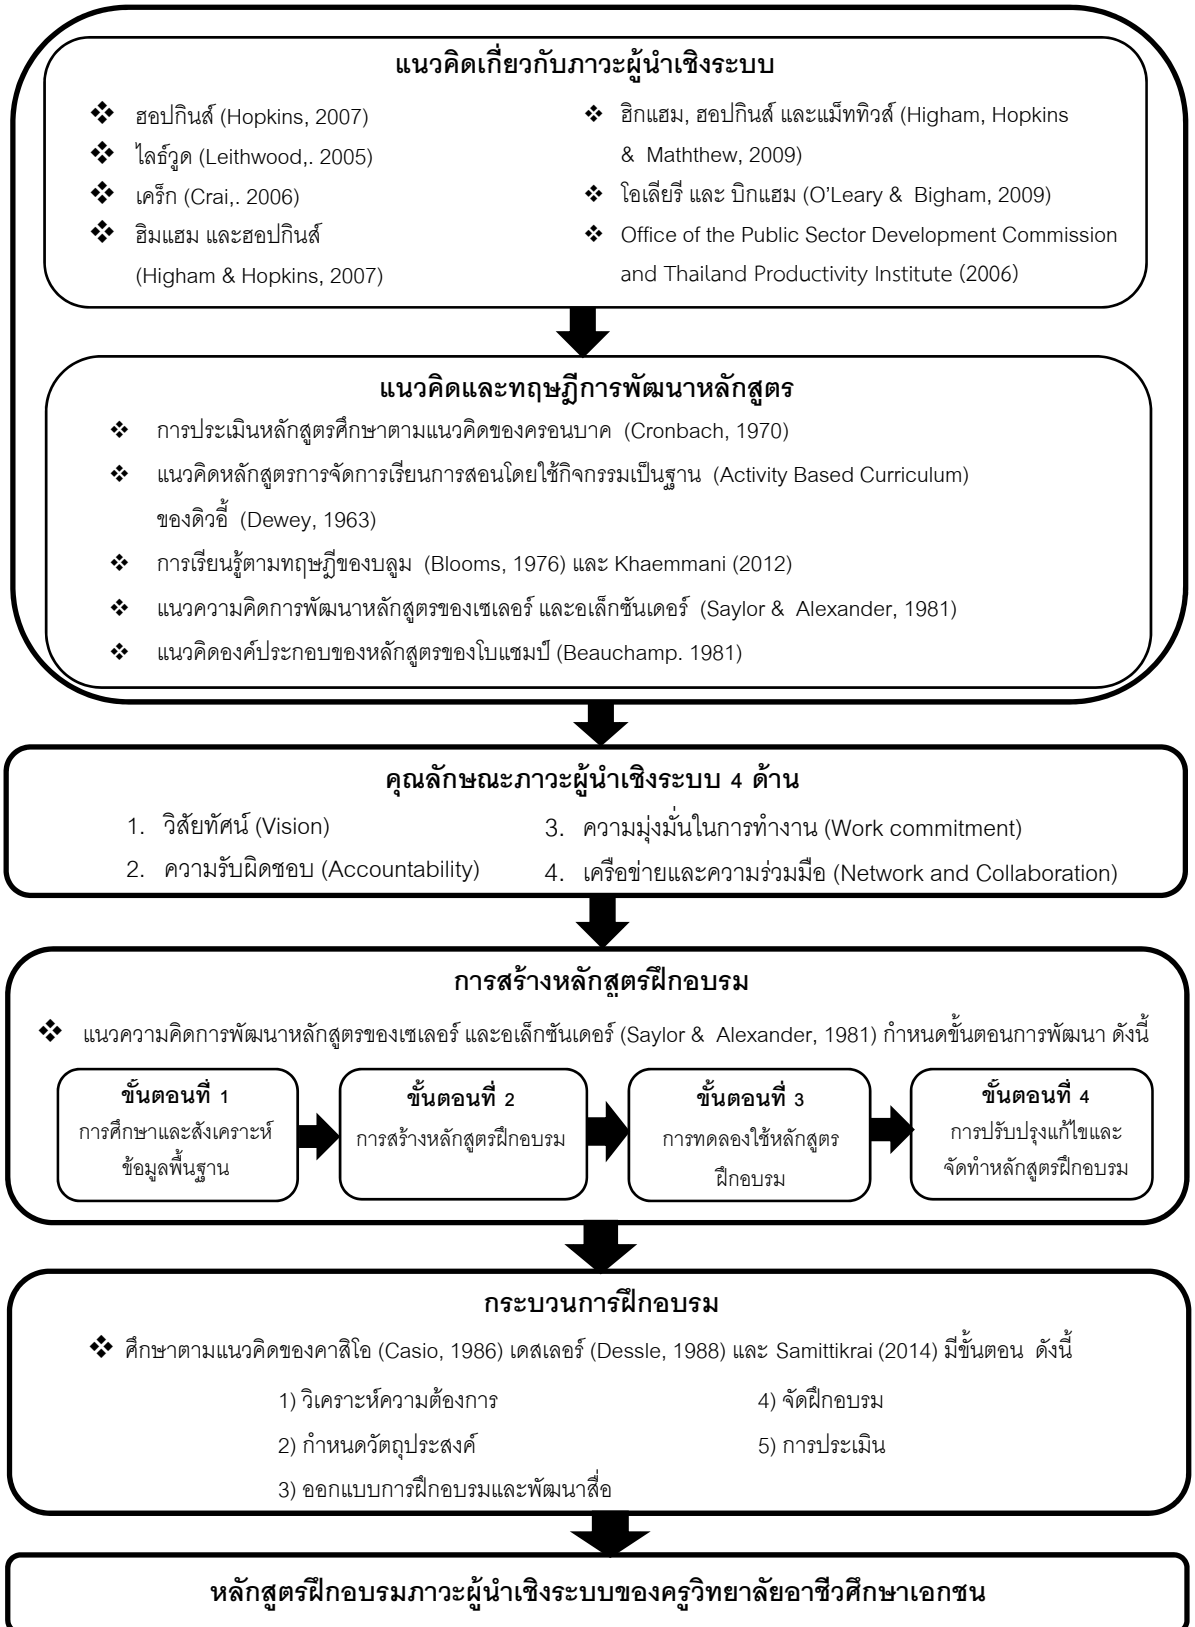 แนวคิดเกี่ยวกับภาวะผู้นำเชิงระบบ
❖ ฮอปกินส์ (Hopkins, 2007)
❖ ไลธ์วูด (Leithwood,. 2005)
❖ เคร็ก (Crai,. 2006)
❖ ฮิมแฮม และฮอปกินส์
(Higham & Hopkins, 2007)
❖ ฮิกแฮม, ฮอปกินส์ และแม็ททิวส์ (Higham, Hopkins
& Maththew, 2009)
❖ โอเลียรี และ บิกแฮม (O'Leary & Bigham, 2009)
❖ Office of the Public Sector Development Commission
and Thailand Productivity Institute (2006)
แนวคิดและทฤษฎีการพัฒนาหลักสูตร
❖ การประเมินหลักสูตรศึกษาตามแนวคิดของครอนบาค (Cronbach, 1970)
❖ แนวคิดหลักสูตรการจัดการเรียนการสอนโดยใช้กิจกรรมเป็นฐาน (Activity Based Curriculum)
ของดิวอี้ (Dewey, 1963)
❖ การเรียนรู้ตามทฤษฎีของบลูม (Blooms, 1976) และ Khaemmani (2012)
❖ แนวความคิดการพัฒนาหลักสูตรของเซเลอร์ และอเล็กซันเดอร์ (Saylor & Alexander, 1981)
❖ แนวคิดองค์ประกอบของหลักสูตรของโบแชมป์ (Beauchamp. 1981)
คุณลักษณะภาวะผู้นำเชิงระบบ 4 ด้าน
1. วิสัยทัศน์ (Vision)
2. ความรับผิดชอบ (Accountability)
3. ความมุ่งมั่นในการทำงาน (Work commitment)
4. เครือข่ายและความร่วมมือ (Network and Collaboration)
การสร้างหลักสูตรฝึกอบรม
❖ แนวความคิดการพัฒนาหลักสูตรของเซเลอร์ และอเล็กซันเดอร์ (Saylor & Alexander, 1981) กำหนดขั้นตอนการพัฒนา ดังนี้
ขั้นตอนที่ 1
การศึกษาและสังเคราะห์
ข้อมูลพื้นฐาน
ขั้นตอนที่ 2
การสร้างหลักสูตรฝึกอบรม
ขั้นตอนที่ 3
การทดลองใช้หลักสูตร
ฝึกอบรม
ขั้นตอนที่ 4
การปรับปรุงแก้ไขและ
จัดทำหลักสูตรฝึกอบรม
กระบวนการฝึกอบรม
❖ ศึกษาตามแนวคิดของคาสิโอ (Casio, 1986) เดสเลอร์ (Dessle, 1988) และ Samittikrai (2014) มีขั้นตอน ดังนี้
1) วิเคราะห์ความต้องการ
2) กำหนดวัตถุประสงค์
3) ออกแบบการฝึกอบรมและพัฒนาสื่อ
4) จัดฝึกอบรม
5) การประเมิน
หลักสูตรฝึกอบรมภาวะผู้นำเชิงระบบของครูวิทยาลัยอาชีวศึกษาเอกชน